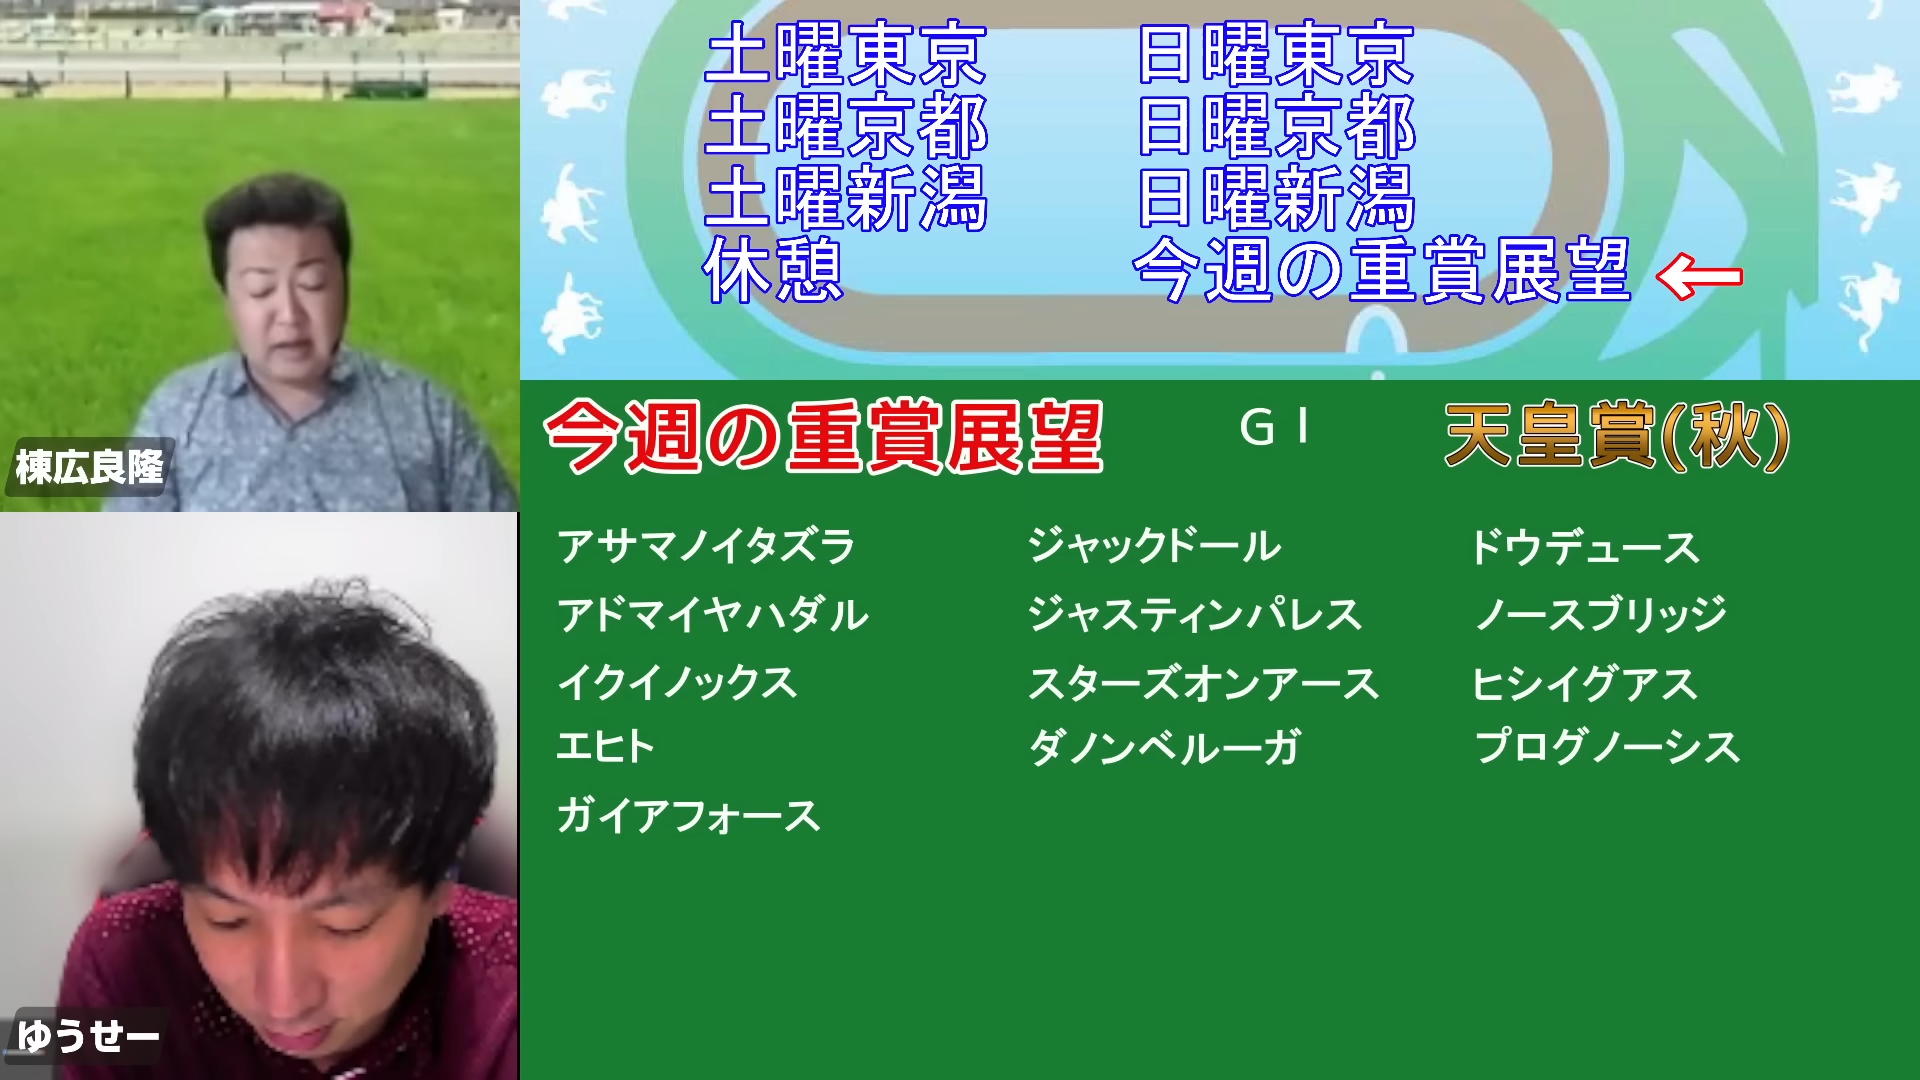 土曜東京 日曜東京
土曜京都 日曜京都
土曜新潟 日曜新潟
休憩 今週の重賞展望 ←
棟広良隆
今週の重賞展望 GⅠ 天皇賞(秋)
アサマノイタズラ ジャックドール ドウデュース
アドマイヤハダル ジャスティンパレス ノースブリッジ
イクイノックス スターズオンアース ヒシイグアス
エヒト ダノンベルーガ プログノーシス
ガイアフォース
ゆうせー